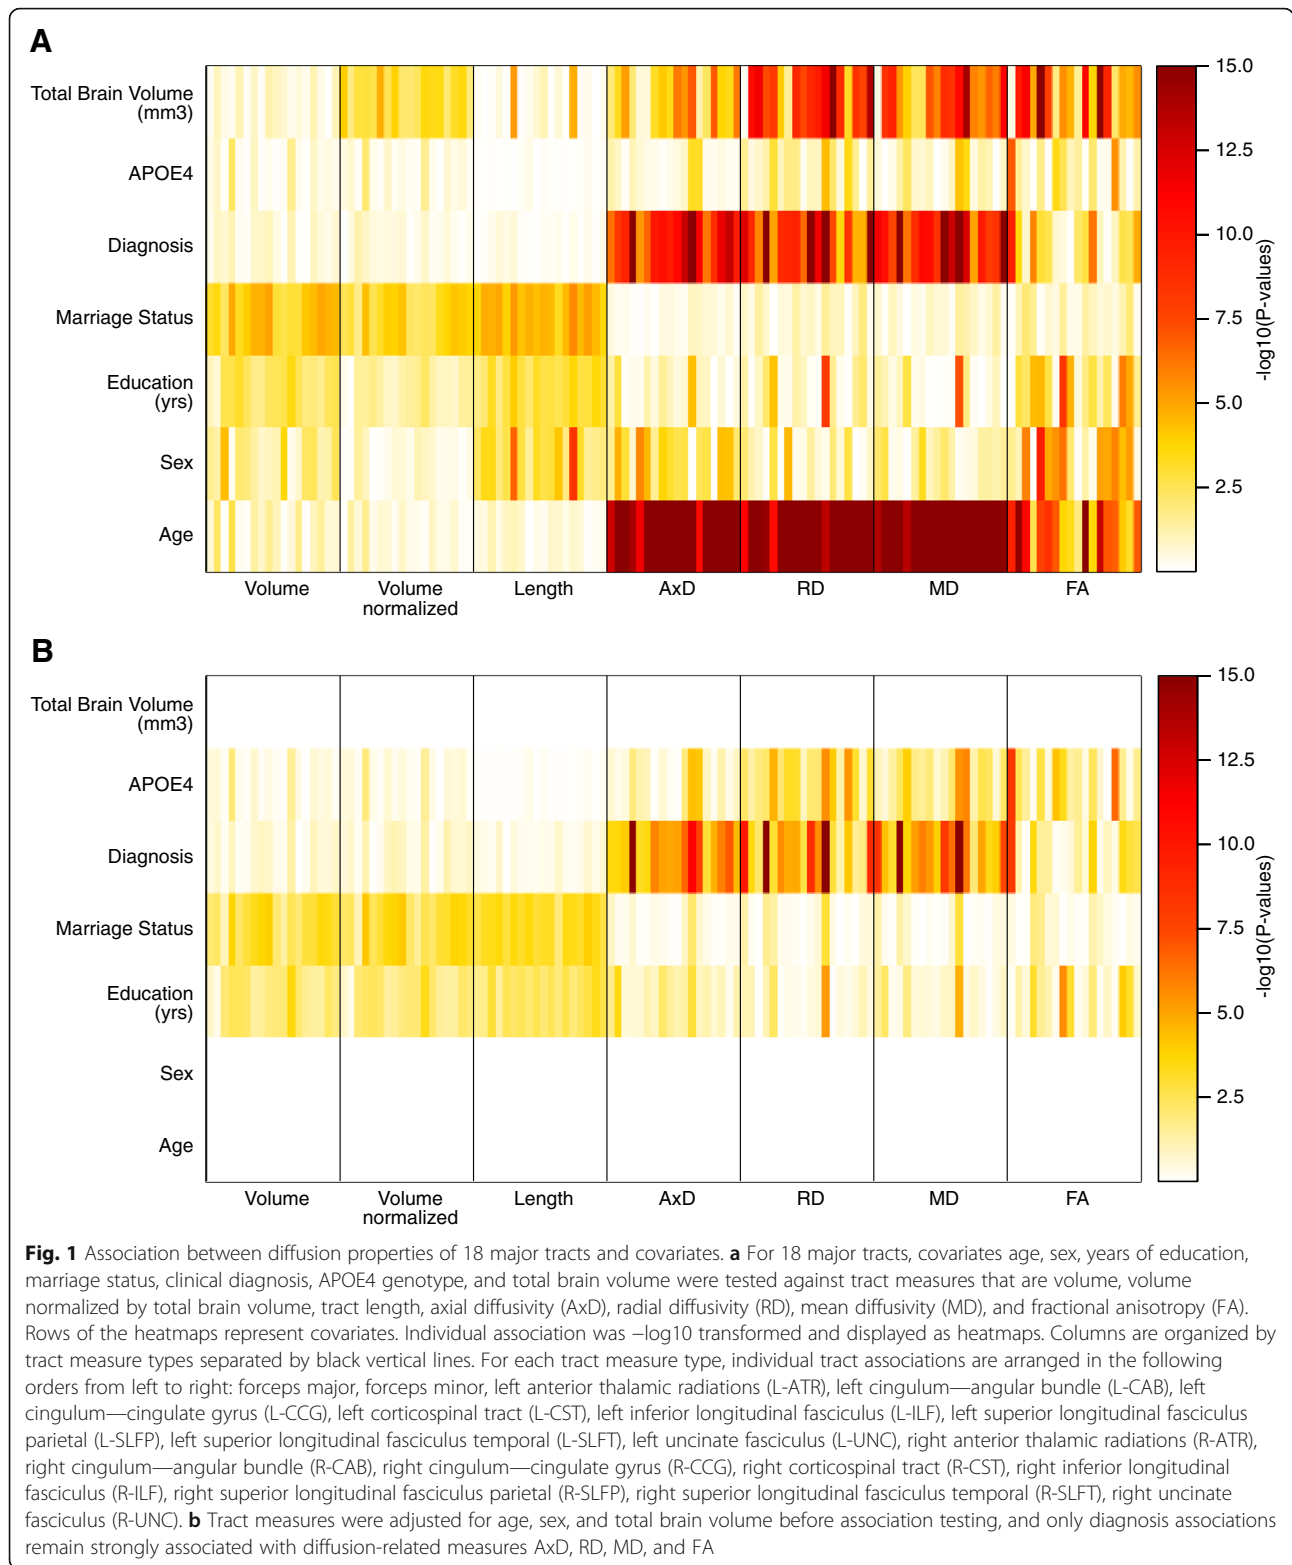 A
Total Brain Volume
(mm3)
APOE4
Diagnosis
Marriage Status
Education
(yrs)
Sex
Age
Volume
Volume
normalized
Length
AxD
RD
MD
FA
15.0
12.5
10.0
7.5
5.0
2.5
-log10(P-values)
B
Total Brain Volume
(mm3)
APOE4
Diagnosis
Marriage Status
Education
(yrs)
Sex
Age
Volume
Volume
normalized
Length
AxD
RD
MD
FA
15.0
12.5
10.0
7.5
5.0
2.5
-log10(P-values)
Fig. 1 Association between diffusion properties of 18 major tracts and covariates. a For 18 major tracts, covariates age, sex, years of education,
marriage status, clinical diagnosis, APOE4 genotype, and total brain volume were tested against tract measures that are volume, volume
normalized by total brain volume, tract length, axial diffusivity (AxD), radial diffusivity (RD), mean diffusivity (MD), and fractional anisotropy (FA).
Rows of the heatmaps represent covariates. Individual association was −log10 transformed and displayed as heatmaps. Columns are organized by
tract measure types separated by black vertical lines. For each tract measure type, individual tract associations are arranged in the following
orders from left to right: forceps major, forceps minor, left anterior thalamic radiations (L-ATR), left cingulum—angular bundle (L-CAB), left
cingulum—cingulate gyrus (L-CCG), left corticospinal tract (L-CST), left inferior longitudinal fasciculus (L-ILF), left superior longitudinal fasciculus
parietal (L-SLFP), left superior longitudinal fasciculus temporal (L-SLFT), left uncinate fasciculus (L-UNC), right anterior thalamic radiations (R-ATR),
right cingulum—angular bundle (R-CAB), right cingulum—cingulate gyrus (R-CCG), right corticospinal tract (R-CST), right inferior longitudinal
fasciculus (R-ILF), right superior longitudinal fasciculus parietal (R-SLFP), right superior longitudinal fasciculus temporal (R-SLFT), right uncinate
fasciculus (R-UNC). b Tract measures were adjusted for age, sex, and total brain volume before association testing, and only diagnosis associations
remain strongly associated with diffusion-related measures AxD, RD, MD, and FA